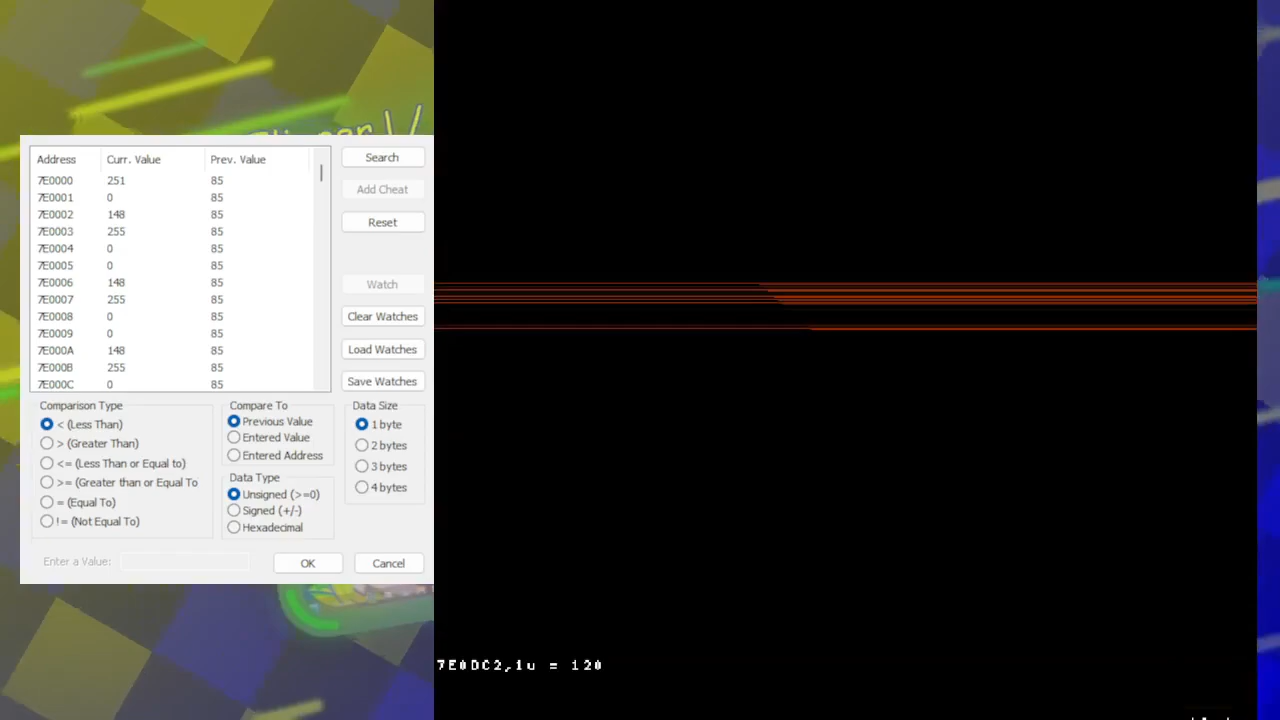 Address Curr. Value Prev. Value
7E0000 251 85
7E0001 0 85
7E0002 148 85
7E0003 255 85
7E0004 0 85
7E0005 0 85
7E0006 148 85
7E0007 255 85
7E0008 0 85
7E0009 0 85
7E000A 148 85
7E000B 255 85
7E000C 0 85
Search
Add Cheat
Reset
Watch
Clear Watches
Load Watches
Save Watches
Comparison Type
< (Less Than)
> (Greater Than)
<= (Less Than or Equal to)
>= (Greater than or Equal To
= (Equal To)
!= (Not Equal To)
Compare To
Previous Value
Entered Value
Entered Address
Data Type
Unsigned (>=0)
Signed (+/-)
Hexadecimal
Data Size
1 byte
2 bytes
3 bytes
4 bytes
Enter a Value:
OK
Cancel
7E0DC2,1u = 120